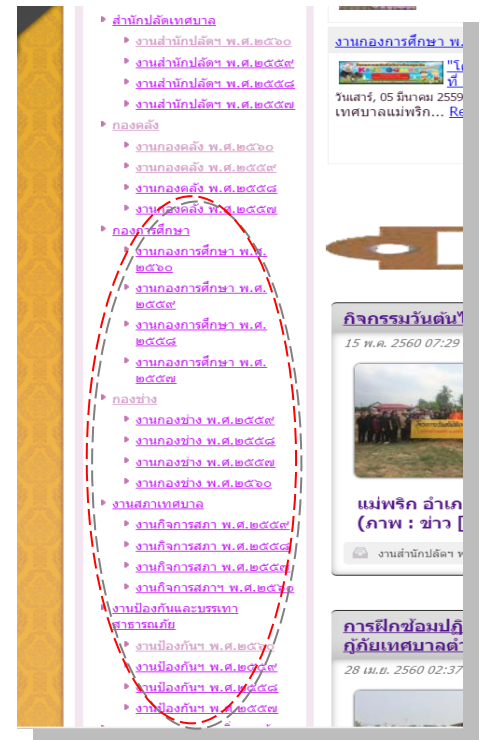 สำนักปลัดเทศบาล
งานสำนักปลัดฯ พ.ศ.๒๕๖๐
งานสำนักปลัดฯ พ.ศ.๒๕๕๙
งานสำนักปลัดฯ พ.ศ.๒๕๕๘
งานสำนักปลัดฯ พ.ศ.๒๕๕๗
กองคลัง
งานกองคลัง พ.ศ.๒๕๖๐
งานกองคลัง พ.ศ.๒๕๕๙
งานกองคลัง พ.ศ.๒๕๕๘
งานกองคลัง พ.ศ.๒๕๕๗
กองการศึกษา
งานกองการศึกษา พ.ศ.
๒๕๖๐
งานกองการศึกษา พ.ศ.
๒๕๕๙
งานกองการศึกษา พ.ศ.
๒๕๕๘
งานกองการศึกษา พ.ศ.
๒๕๕๗
กองช่าง
งานกองช่าง พ.ศ.๒๕๕๙
งานกองช่าง พ.ศ.๒๕๕๘
งานกองช่าง พ.ศ.๒๕๕๗
งานกองช่าง พ.ศ.๒๕๖๐
งานสภาเทศบาล
งานกิจการสภา พ.ศ.๒๕๕๙
งานกิจการสภา พ.ศ.๒๕๕๘
งานกิจการสภา พ.ศ.๒๕๕๗
งานกิจการสภาฯ พ.ศ.๒๕๖๐
งานป้องกันและบรรเทา
สาธารณภัย
งานป้องกันฯ พ.ศ.๒๕๖๐
งานป้องกันฯ พ.ศ.๒๕๕๙
งานป้องกันฯ พ.ศ.๒๕๕๘
งานป้องกันฯ พ.ศ.๒๕๕๗
งานกองการศึกษา พ.
"โค
ที่
วันเสาร์, 05 มีนาคม 2559
เทศบาลแม่พริก... Re
กิจกรรมวันต้นไ
15 พ.ค. 2560 07:29
แม่พริก อำเภ
(ภาพ : ข่าว [
งานสำนักปลัดฯ พ
การฝึกซ้อมปฏิ
กู้ภัยเทศบาลตำ
28 เม.ย. 2560 02:37